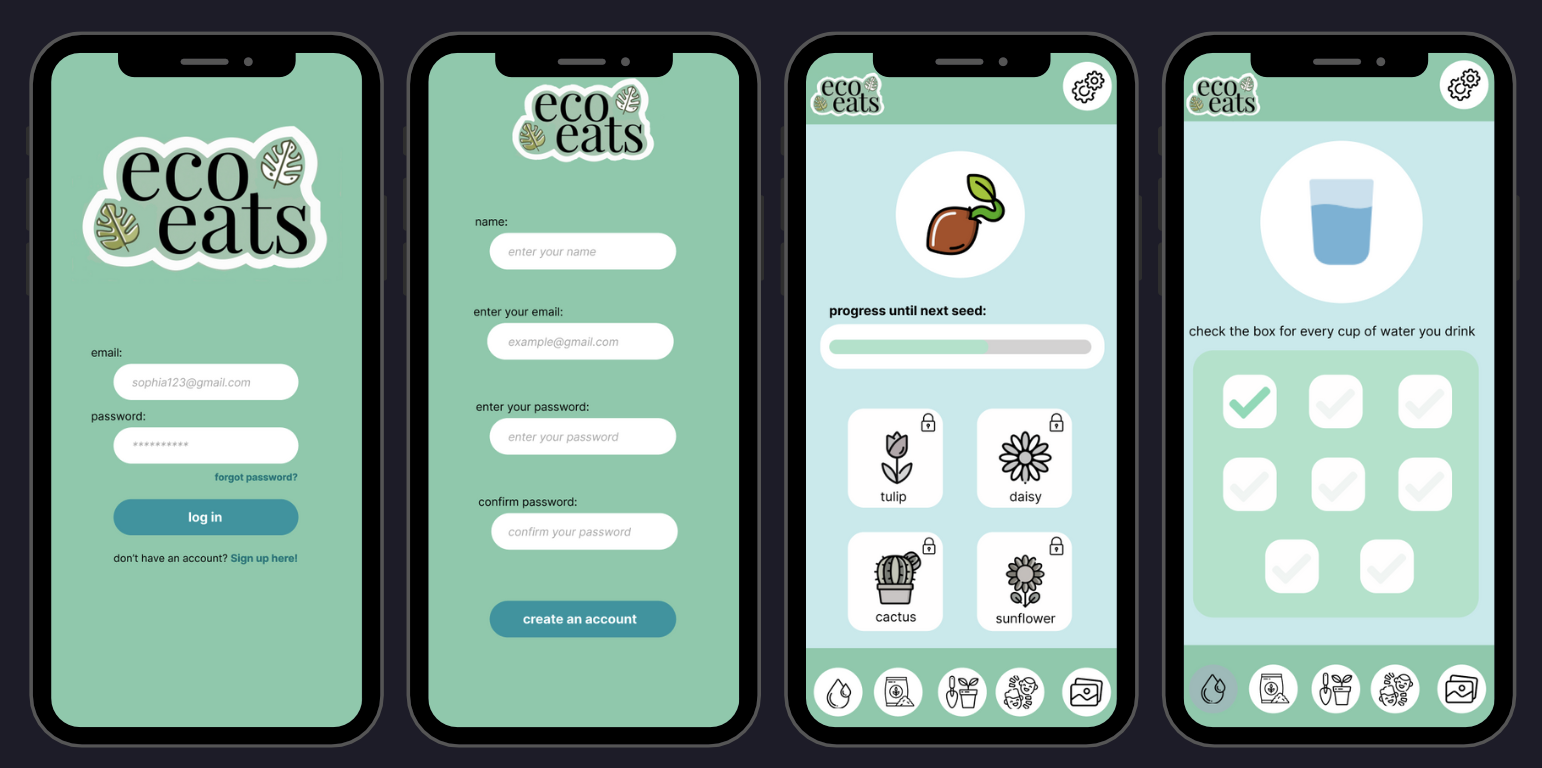 eco
eats
email:
sophia123@gmail.com
password:
**********
forgot password?
log in
don't have an account? Sign up here!
eco
eats
name:
enter your name
enter your email:
example@gmail.com
enter your password:
enter your password
confirm password:
confirm your password
create an account
eco
eats
progress until next seed:
tulip
daisy
cactus
sunflower
eco
eats
check the box for every cup of water you drink